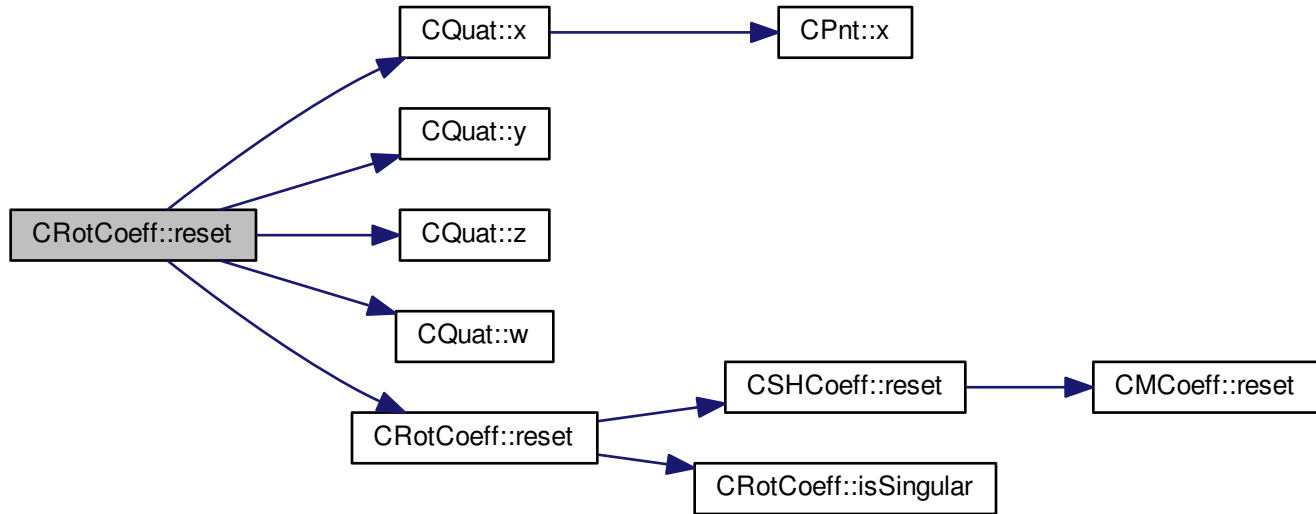 CQuat::x
CPnt::x
CQuat::y
CRotCoeff::reset
CQuat::z
CQuat::w
CSHCoeff::reset
CMCoeff::reset
CRotCoeff::reset
CRotCoeff::isSingular